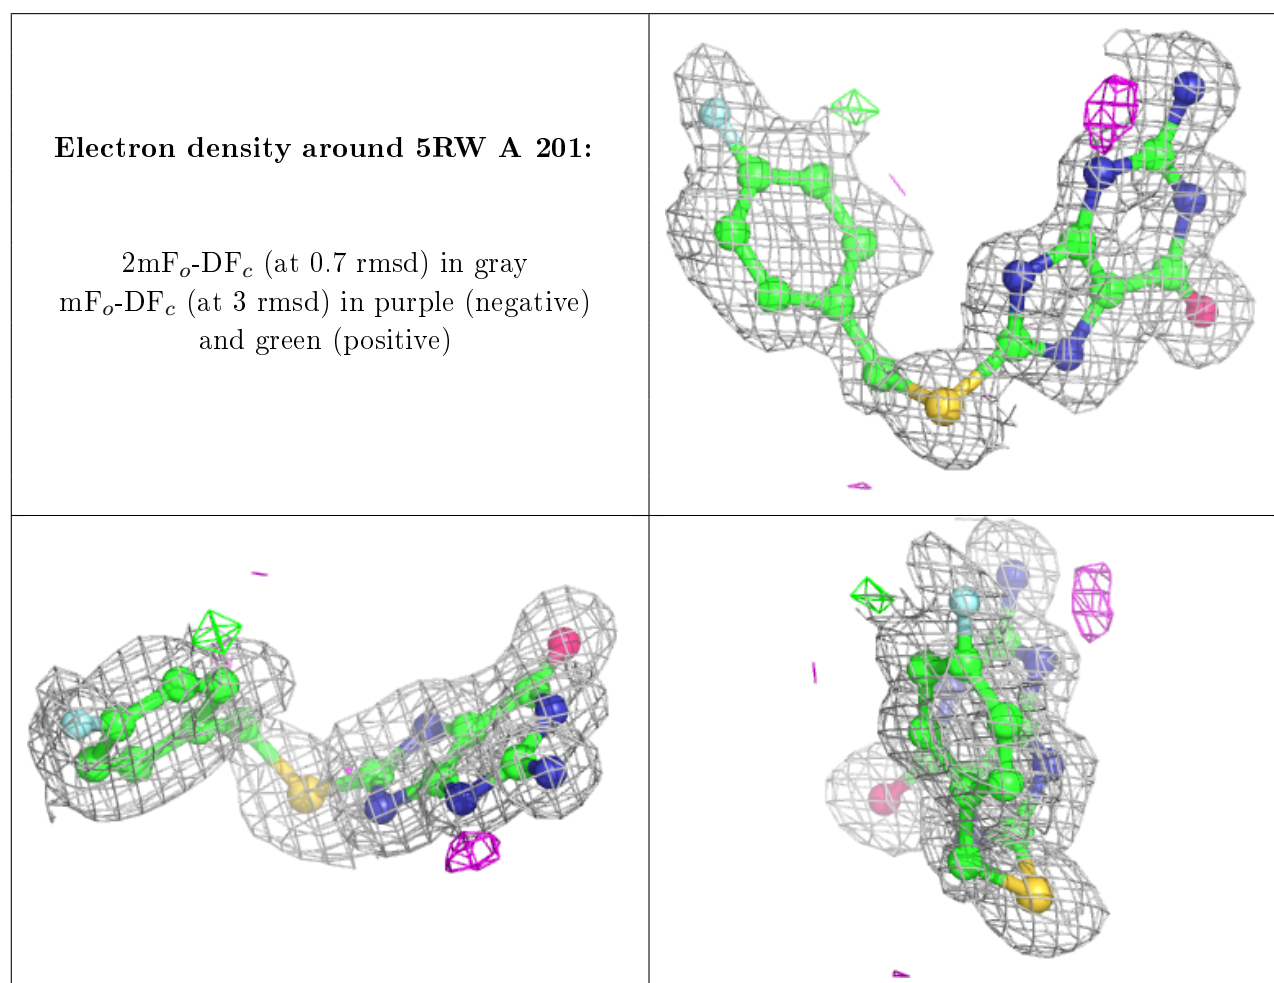 Electron density around 5RW A 201:
2mFₒ-DF𝒸 (at 0.7 rmsd) in gray
mFₒ-DF𝒸 (at 3 rmsd) in purple (negative)
and green (positive)